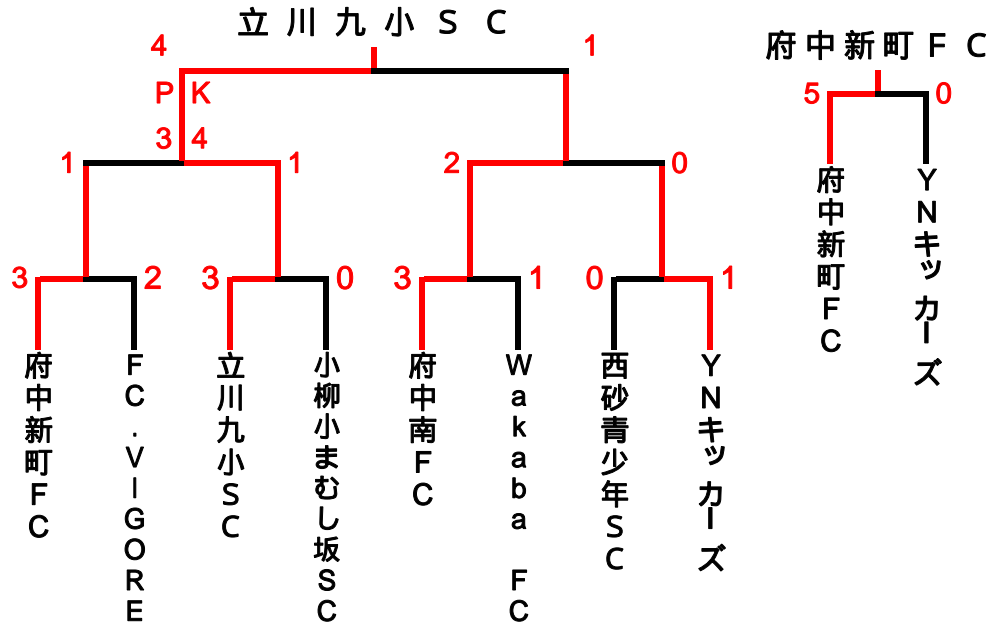 立川九小SC
府中新町FC
4
1
5
0
PK
3 4
1
1
2
0
3
2
3
0
3
1
0
1
府中新町FC
YNキッカーズ
府中新町FC
FC.VIGORE
立川九小SC
小柳小まむし坂SC
府中南FC
Wakaba FC
西砂青少年SC
YNキッカーズ